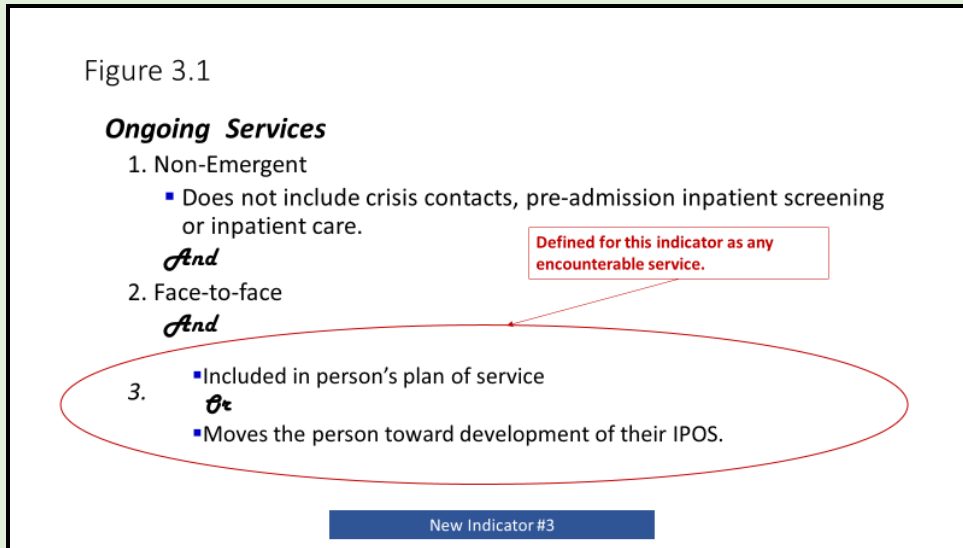 Figure 3.1
Ongoing Services
1. Non-Emergent
▪ Does not include crisis contacts, pre-admission inpatient screening
or inpatient care.
And
Defined for this indicator as any
encounterable service.
2. Face-to-face
And
3.
▪Included in person's plan of service
Or
▪Moves the person toward development of their IPOS.
New Indicator #3